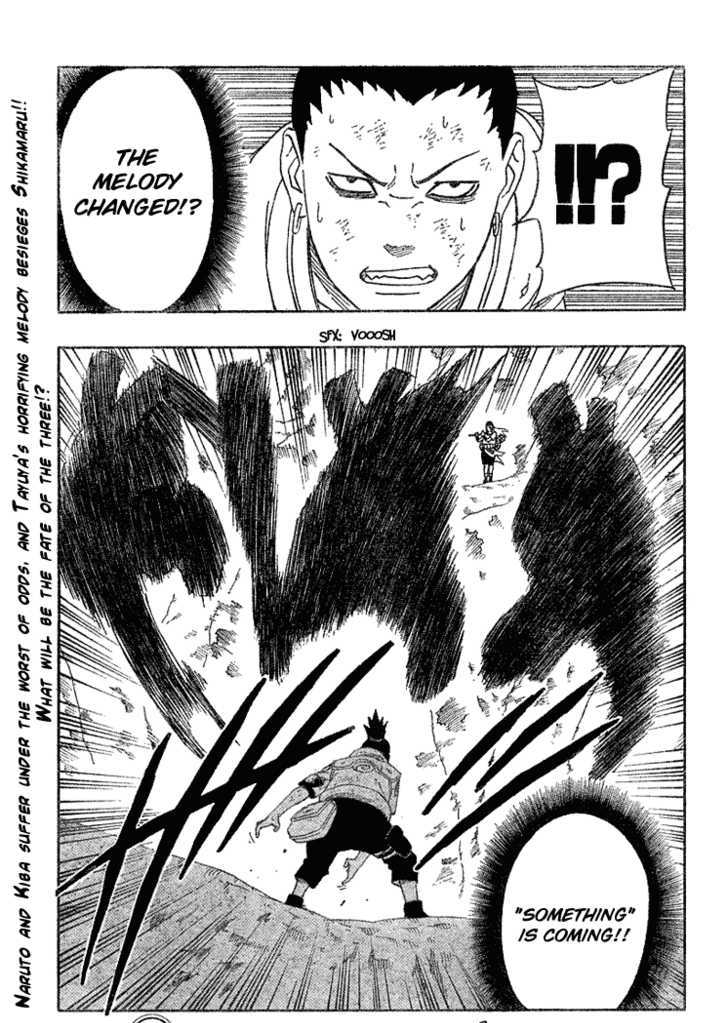 !!!?
THE
MELODY
CHANGED!?
SFX: VOOOSH
"SOMETHING"
IS COMING!!
NARUTO AND KIBA SUFFER UNDER THE WORST OF ODDS, AND TAYUYA'S HORRIFYING MELODY BESIEGES SHIKAMARU!!
WHAT WILL BE THE FATE OF THE THREE!?